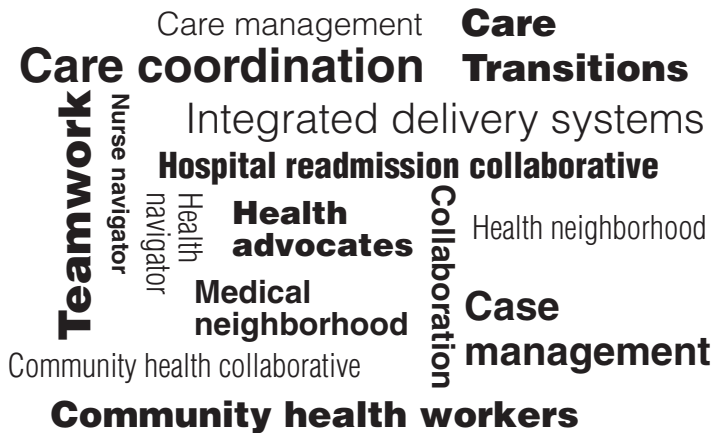 Care management
Care
Transitions
Care coordination
Teamwork
Nurse navigator
Integrated delivery systems
Hospital readmission collaborative
Health
navigator
Health
advocates
Collaboration
Health neighborhood
Medical
neighborhood
Case
management
Community health collaborative
Community health workers